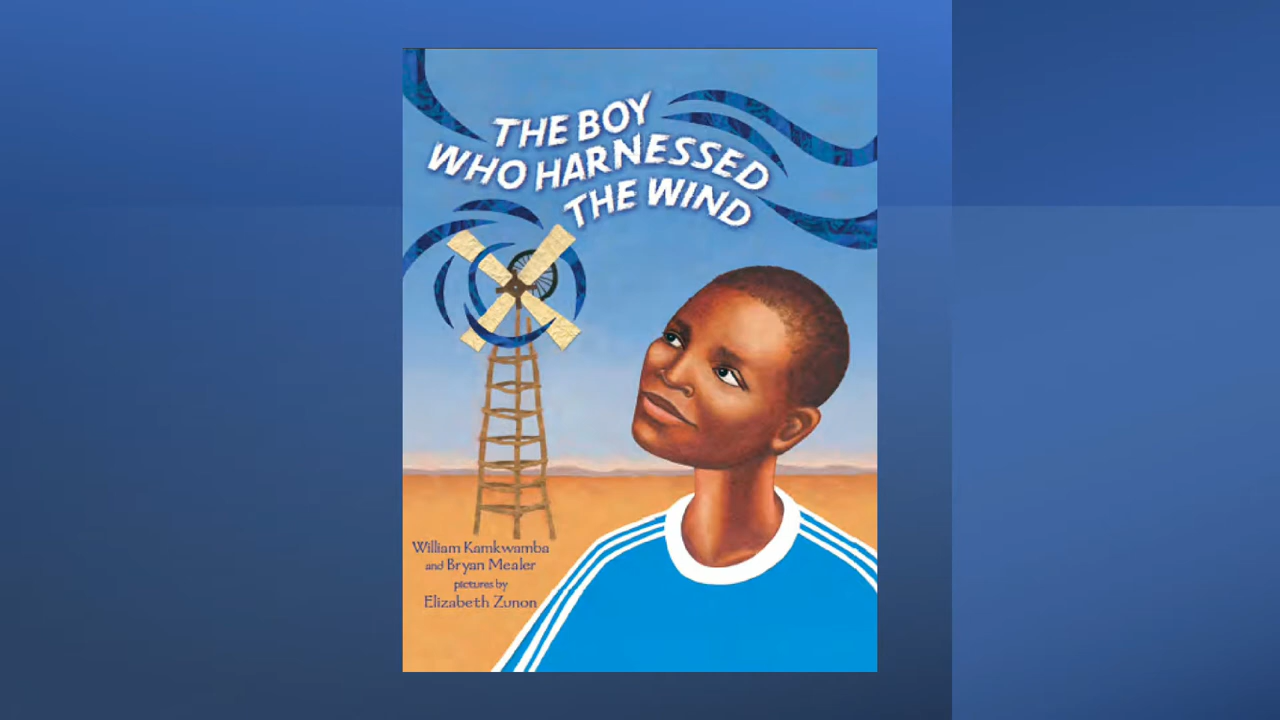 THE BOY
WHO HARNESSED
THE WIND
William Kamkwamba
and Bryan Mealer
pictures by
Elizabeth Zunon